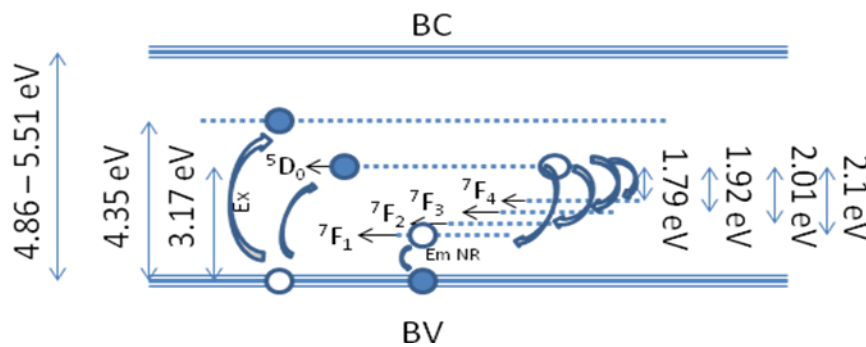 BC
4.86 – 5.51 eV
4.35 eV
3.17 eV
Ex
⁵D₀
⁷F₄
⁷F₃
⁷F₂
⁷F₁
Em NR
1.79 eV
1.92 eV
2.01 eV
2.1 eV
BV